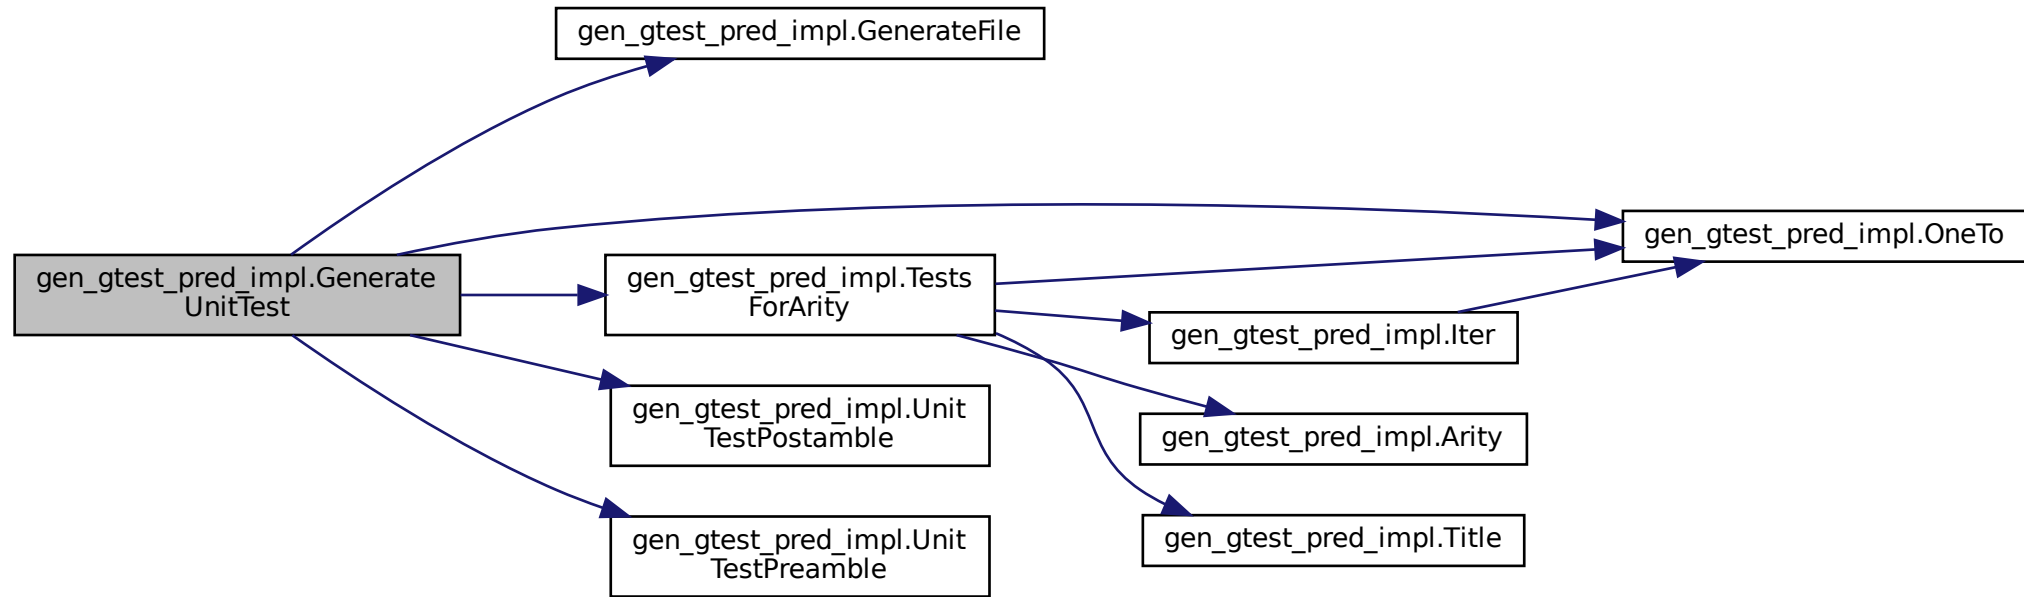 gen_gtest_pred_impl.GenerateFile
gen_gtest_pred_impl.OneTo
gen_gtest_pred_impl.Generate
UnitTest
gen_gtest_pred_impl.Tests
ForArity
gen_gtest_pred_impl.Iter
gen_gtest_pred_impl.Unit
TestPostamble
gen_gtest_pred_impl.Arity
gen_gtest_pred_impl.Title
gen_gtest_pred_impl.Unit
TestPreamble